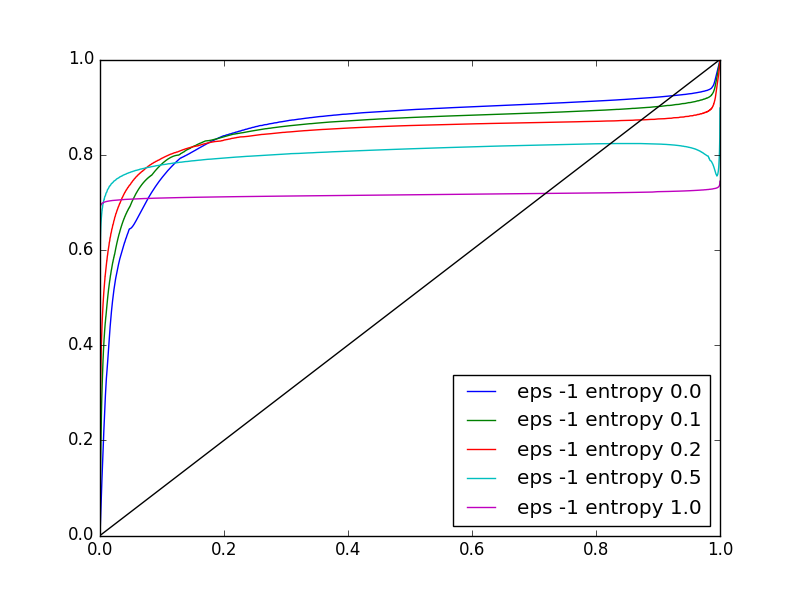 1.0
0.8
0.6
0.4
0.2
0.0
0.0 0.2 0.4 0.6 0.8 1.0
eps -1 entropy 0.0
eps -1 entropy 0.1
eps -1 entropy 0.2
eps -1 entropy 0.5
eps -1 entropy 1.0